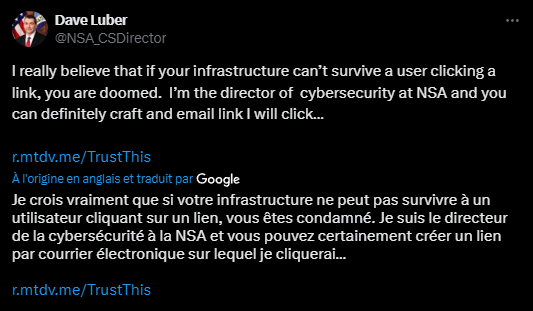 Dave Luber
@NSA_CSDirector
I really believe that if your infrastructure can't survive a user clicking a
link, you are doomed.  I'm the director of  cybersecurity at NSA and you
can definitely craft and email link I will click...
r.mtdv.me/TrustThis
À l'origine en anglais et traduit par Google
Je crois vraiment que si votre infrastructure ne peut pas survivre à un
utilisateur cliquant sur un lien, vous êtes condamné. Je suis le directeur
de la cybersécurité à la NSA et vous pouvez certainement créer un lien
par courrier électronique sur lequel je cliquerai...
r.mtdv.me/TrustThis